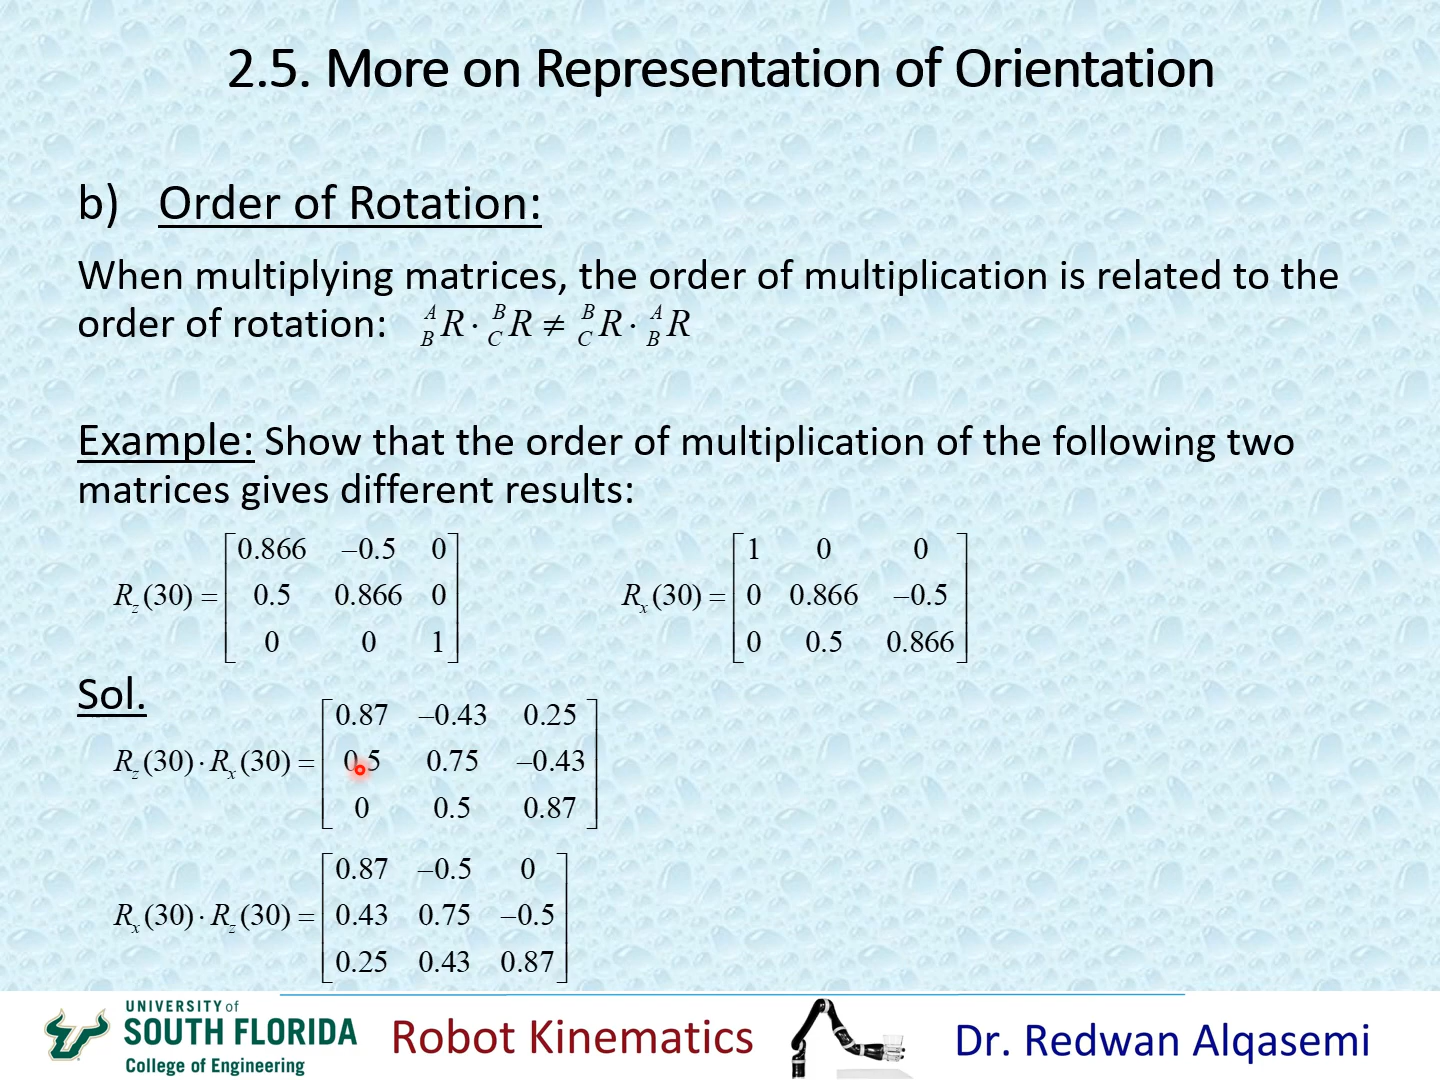 2.5. More on Representation of Orientation
b) Order of Rotation:
When multiplying matrices, the order of multiplication is related to the
order of rotation: ᴬ_B R · ᴮ_C R ≠ ᴮ_C R · ᴬ_B R
Example: Show that the order of multiplication of the following two
matrices gives different results:
R_z(30) = [0.866 –0.5 0; 0.5 0.866 0; 0 0 1] R_x(30) = [1 0 0; 0 0.866 –0.5; 0 0.5 0.866]
Sol.
R_z(30) · R_x(30) = [0.87 –0.43 0.25; 0.5 0.75 –0.43; 0 0.5 0.87]
R_x(30) · R_z(30) = [0.87 –0.5 0; 0.43 0.75 –0.5; 0.25 0.43 0.87]
UNIVERSITY of
SOUTH FLORIDA
College of Engineering
Robot Kinematics
Dr. Redwan Alqasemi